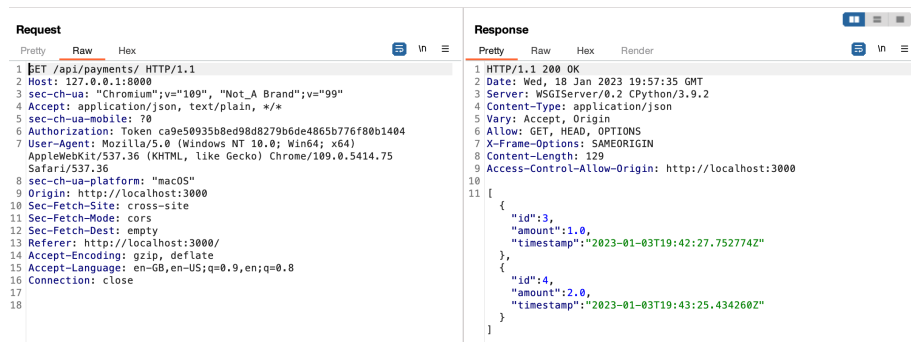 Request
Pretty Raw Hex \n
1 GET /api/payments/ HTTP/1.1
2 Host: 127.0.0.1:8000
3 sec-ch-ua: "Chromium";v="109", "Not_A Brand";v="99"
4 Accept: application/json, text/plain, */*
5 sec-ch-ua-mobile: ?0
6 Authorization: Token ca9e50935b8ed98d8279b6de4865b776f80b1404
7 User-Agent: Mozilla/5.0 (Windows NT 10.0; Win64; x64)
AppleWebKit/537.36 (KHTML, like Gecko) Chrome/109.0.5414.75
Safari/537.36
8 sec-ch-ua-platform: "macOS"
9 Origin: http://localhost:3000
10 Sec-Fetch-Site: cross-site
11 Sec-Fetch-Mode: cors
12 Sec-Fetch-Dest: empty
13 Referer: http://localhost:3000/
14 Accept-Encoding: gzip, deflate
15 Accept-Language: en-GB,en-US;q=0.9,en;q=0.8
16 Connection: close
17
18
Response
Pretty Raw Hex Render \n
1 HTTP/1.1 200 OK
2 Date: Wed, 18 Jan 2023 19:57:35 GMT
3 Server: WSGIServer/0.2 CPython/3.9.2
4 Content-Type: application/json
5 Vary: Accept, Origin
6 Allow: GET, HEAD, OPTIONS
7 X-Frame-Options: SAMEORIGIN
8 Content-Length: 129
9 Access-Control-Allow-Origin: http://localhost:3000
10
11 [
{
"id":3,
"amount":1.0,
"timestamp":"2023-01-03T19:42:27.752774Z"
},
{
"id":4,
"amount":2.0,
"timestamp":"2023-01-03T19:43:25.434260Z"
}
]